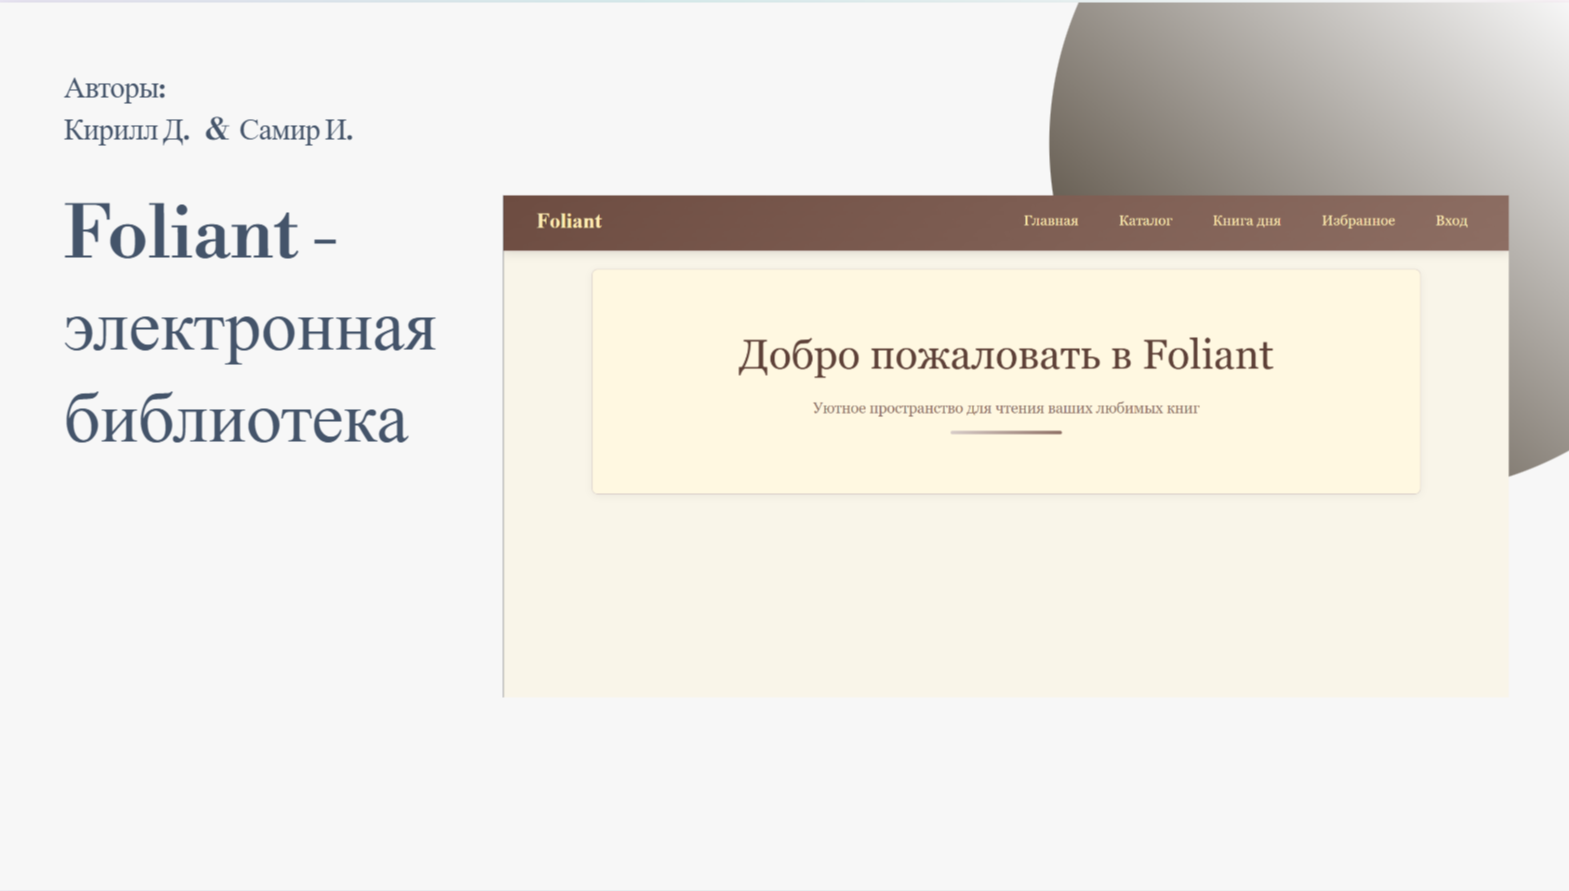 Авторы:
Кирилл Д. & Самир И.
Foliant -
электронная
библиотека
Foliant Главная Каталог Книга дня Избранное Вход
Добро пожаловать в Foliant
Уютное пространство для чтения ваших любимых книг